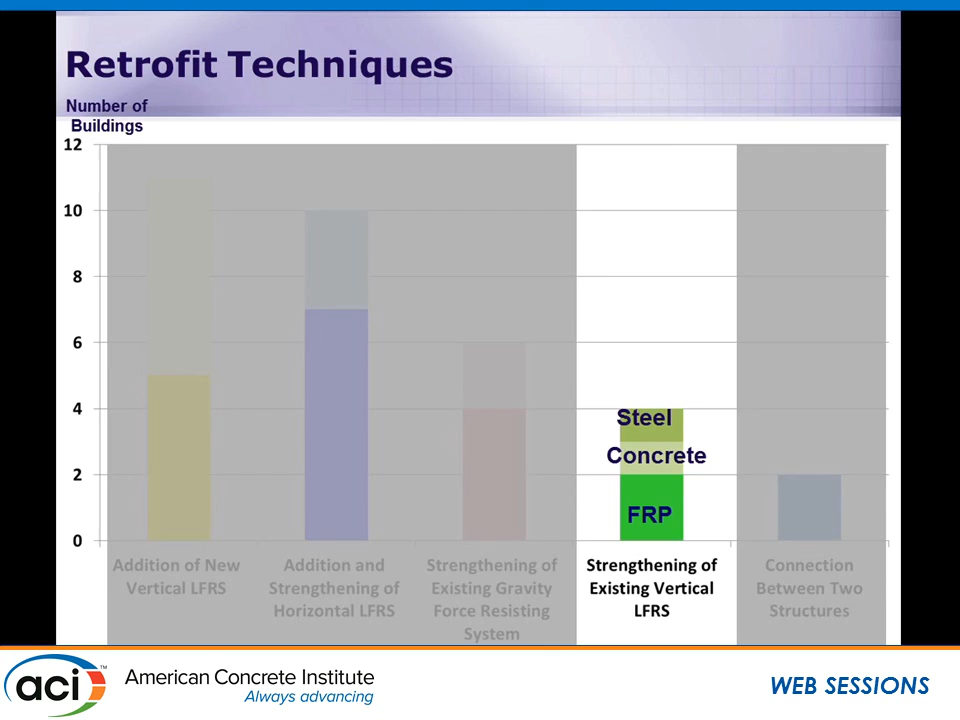 Retrofit Techniques
Number of
Buildings
12
10
8
6
4
2
0
Steel
Concrete
FRP
Addition of New
Vertical LFRS
Addition and
Strengthening of
Horizontal LFRS
Strengthening of
Existing Gravity
Force Resisting
System
Strengthening of
Existing Vertical
LFRS
Connection
Between Two
Structures
aci™
American Concrete Institute
Always advancing
WEB SESSIONS